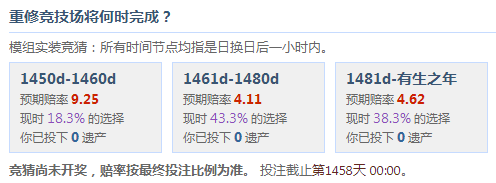 重修竞技场将何时完成？
模组实装竞猜：所有时间节点均指是日换日后一小时内。
1450d-1460d
预期赔率 9.25
现时 18.3% 的选择
你已投下 0 遗产
1461d-1480d
预期赔率 4.11
现时 43.3% 的选择
你已投下 0 遗产
1481d-有生之年
预期赔率 4.62
现时 38.3% 的选择
你已投下 0 遗产
竞猜尚未开奖，赔率按最终投注比例为准。 投注截止第1458天 00:00。